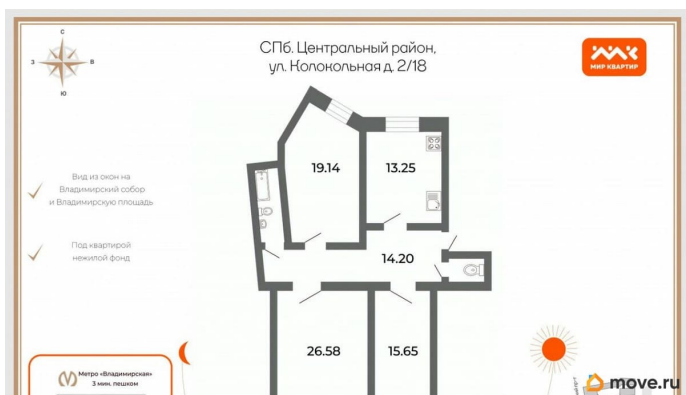 С
З
В
Ю
СПб. Центральный район,
ул. Колокольная д. 2/18
МИР КВАРТИР
Вид из окон на
Владимирский собор
и Владимирскую площадь
Под квартирой
нежилой фонд
19.14
13.25
14.20
26.58
15.65
Метро «Владимирская»
3 мин. пешком
move.ru